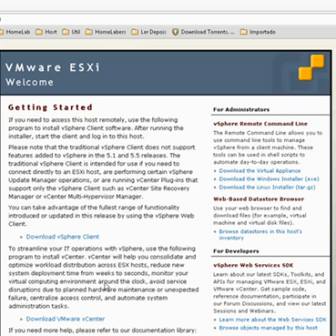 HomeLab
Host
Util
HomeLabers
Ler Depois
Download Torrents. ...
Importado
VMware ESXi
Welcome
Getting Started
If you need to access this host remotely, use the following
program to install vSphere Client software. After running the
installer, start the client and log in to this host.
Please note that the traditional vSphere Client does not
support features added to vSphere in the 5.1 and 5.5 releases. The
traditional vSphere Client is intended for use if you need to
connect directly to an ESXi host, are performing certain vSphere
Update Manager operations, or are running vCenter Plug-ins that
support only the vSphere Client such as vCenter Site Recovery
Manager or vCenter Multi-Hypervisor Manager.
You can take advantage of the fullest range of functionality
introduced or updated in this release by using the vSphere Web
Client.
Download vSphere Client
To streamline your IT operations with vSphere, use the following
program to install vCenter. vCenter will help you consolidate and
optimize workload distribution across ESX hosts, reduce new
system deployment time from weeks to seconds, monitor your
virtual computing environment around the clock, avoid service
disruptions due to planned hardware maintenance or unexpected
failure, centralize access control, and automate system
administration tasks.
Download VMware vCenter
If you need more help, please refer to our documentation library:
For Administrators
vSphere Remote Command Line
The Remote Command Line allows you to
use command line tools to manage
vSphere from a client machine. These
tools can be used in shell scripts to
automate day-to-day operations.
Download the Virtual Appliance
Download the Windows Installer (exe)
Download the Linux Installer (tar.gz)
Web-Based Datastore Browser
Use your web browser to find and
download files (for example, virtual
machine and virtual disk files).
Browse datastores in this host's
inventory
For Developers
vSphere Web Services SDK
Learn about our latest SDKs, Toolkits,
and APIs for managing VMware ESX,
ESXi, and VMware vCenter. Get sample
code, reference documentation,
participate in our Forum
Discussions, and view our latest
Sessions and Webinars.
Learn more about the Web Services SDK
Browse objects managed by this host